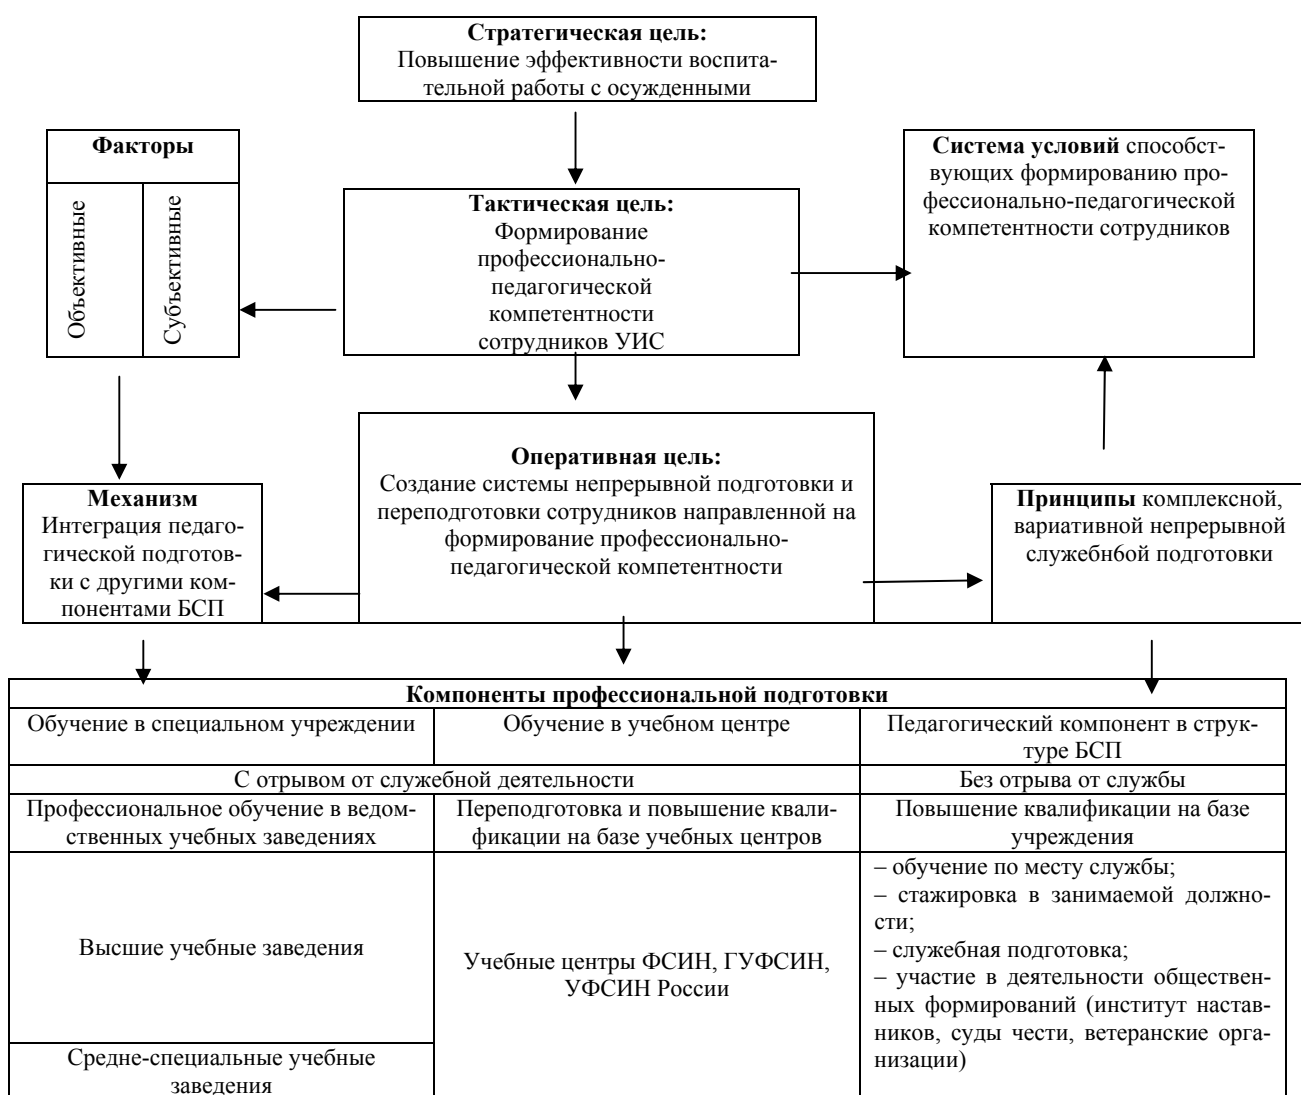 Стратегическая цель:
Повышение эффективности воспита-
тельной работы с осужденными
Факторы
Объективные
Субъективные
Тактическая цель:
Формирование
профессионально-
педагогической
компетентности
сотрудников УИС
Система условий способст-
вующих формированию про-
фессионально-педагогической
компетентности сотрудников
Механизм
Интеграция педаго-
гической подготов-
ки с другими ком-
понентами БСП
Оперативная цель:
Создание системы непрерывной подготовки и
переподготовки сотрудников направленной на
формирование профессионально-
педагогической компетентности
Принципы комплексной,
вариативной непрерывной
служебн6ой подготовки
Компоненты профессиональной подготовки
Обучение в специальном учреждении
Обучение в учебном центре
Педагогический компонент в струк-
туре БСП
С отрывом от служебной деятельности
Без отрыва от службы
Профессиональное обучение в ведом-
ственных учебных заведениях
Переподготовка и повышение квали-
фикации на базе учебных центров
Повышение квалификации на базе
учреждения
Высшие учебные заведения
Средне-специальные учебные
заведения
Учебные центры ФСИН, ГУФСИН,
УФСИН России
– обучение по месту службы;
– стажировка в занимаемой должно-
сти;
– служебная подготовка;
– участие в деятельности обществен-
ных формирований (институт настав-
ников, суды чести, ветеранские орга-
низации)